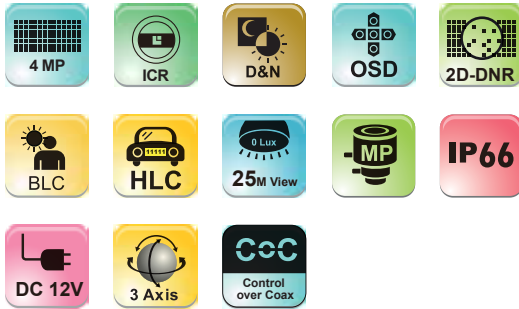 4 MP
ICR
D&N
OSD
2D-DNR
BLC
11111
HLC
0 Lux
25M View
MP
IP66
DC 12V
3 Axis
CoC
Control
over Coax